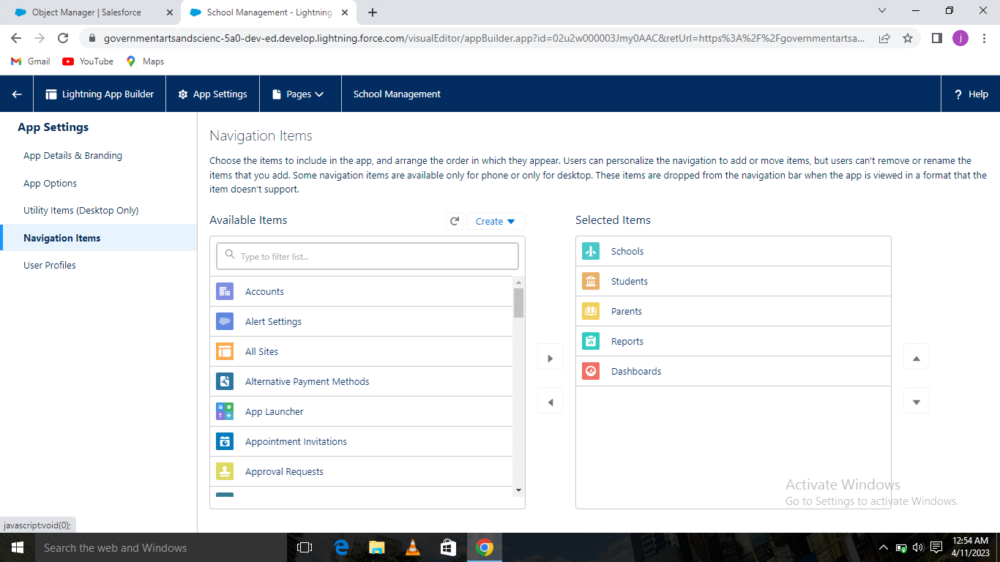 Object Manager | Salesforce
School Management - Lightning
governmentartsandscienc-5a0-dev-ed.develop.lightning.force.com/visualEditor/appBuilder.app?id=02u2w000003Jmy0AAC&retUrl=https%3A%2F%2Fgovernmentartsa...
j
Gmail
YouTube
Maps
Lightning App Builder
App Settings
Pages
School Management
? Help
App Settings
App Details & Branding
App Options
Utility Items (Desktop Only)
Navigation Items
User Profiles
Navigation Items
Choose the items to include in the app, and arrange the order in which they appear. Users can personalize the navigation to add or move items, but users can't remove or rename the
items that you add. Some navigation items are available only for phone or only for desktop. These items are dropped from the navigation bar when the app is viewed in a format that the
item doesn't support.
Available Items
Create
Type to filter list...
Accounts
Alert Settings
All Sites
Alternative Payment Methods
App Launcher
Appointment Invitations
Approval Requests
Selected Items
Schools
Students
Parents
Reports
Dashboards
Activate Windows
Go to Settings to activate Windows.
javascript:void(0);
Search the web and Windows
12:54 AM
4/11/2023